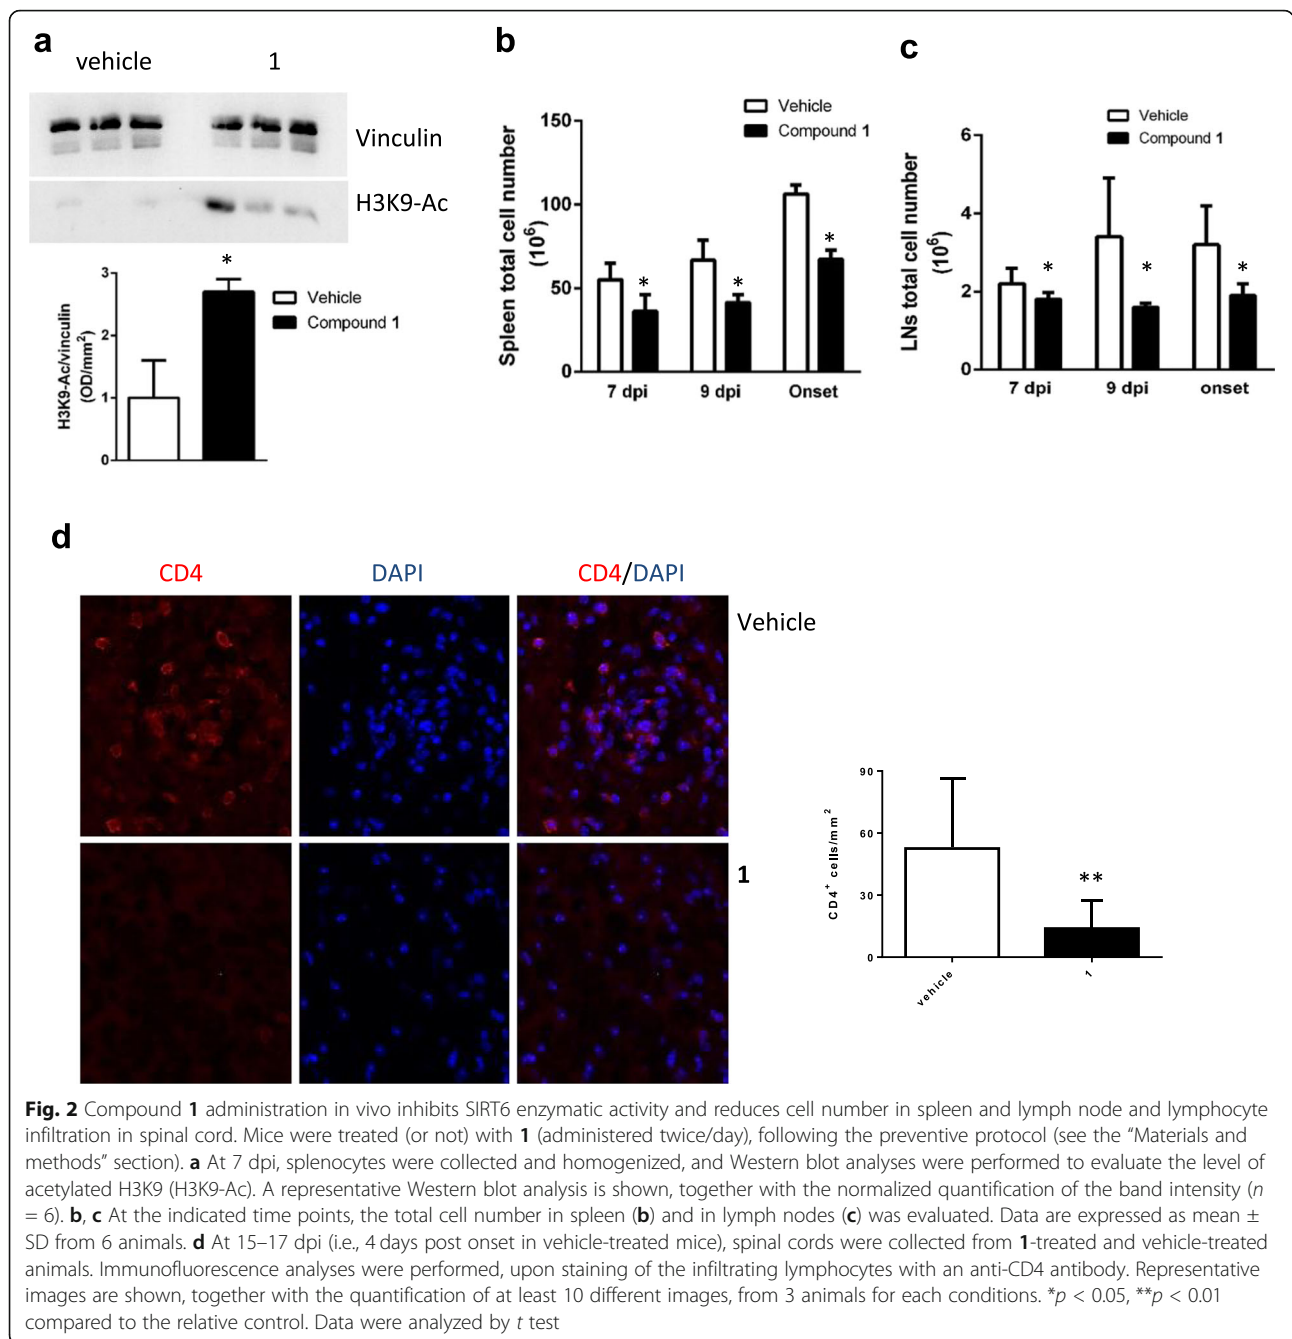 a
vehicle 1
Vinculin
H3K9-Ac
*
3
2
1
0
H3K9-Ac/vinculin
(OD/mm²)
Vehicle
Compound 1
b
Vehicle
Compound 1
150
100
50
0
Spleen total cell number
(10⁶)
* * *
7 dpi 9 dpi Onset
c
Vehicle
Compound 1
6
4
2
0
LNs total cell number
(10⁶)
* * *
7 dpi 9 dpi onset
d
CD4 DAPI CD4/DAPI
Vehicle
1
90
60
30
0
CD4⁺ cells/mm²
**
vehicle 1
Fig. 2 Compound 1 administration in vivo inhibits SIRT6 enzymatic activity and reduces cell number in spleen and lymph node and lymphocyte
infiltration in spinal cord. Mice were treated (or not) with 1 (administered twice/day), following the preventive protocol (see the “Materials and
methods” section). a At 7 dpi, splenocytes were collected and homogenized, and Western blot analyses were performed to evaluate the level of
acetylated H3K9 (H3K9-Ac). A representative Western blot analysis is shown, together with the normalized quantification of the band intensity (n
= 6). b, c At the indicated time points, the total cell number in spleen (b) and in lymph nodes (c) was evaluated. Data are expressed as mean ±
SD from 6 animals. d At 15–17 dpi (i.e., 4 days post onset in vehicle-treated mice), spinal cords were collected from 1-treated and vehicle-treated
animals. Immunofluorescence analyses were performed, upon staining of the infiltrating lymphocytes with an anti-CD4 antibody. Representative
images are shown, together with the quantification of at least 10 different images, from 3 animals for each conditions. *p < 0.05, **p < 0.01
compared to the relative control. Data were analyzed by t test